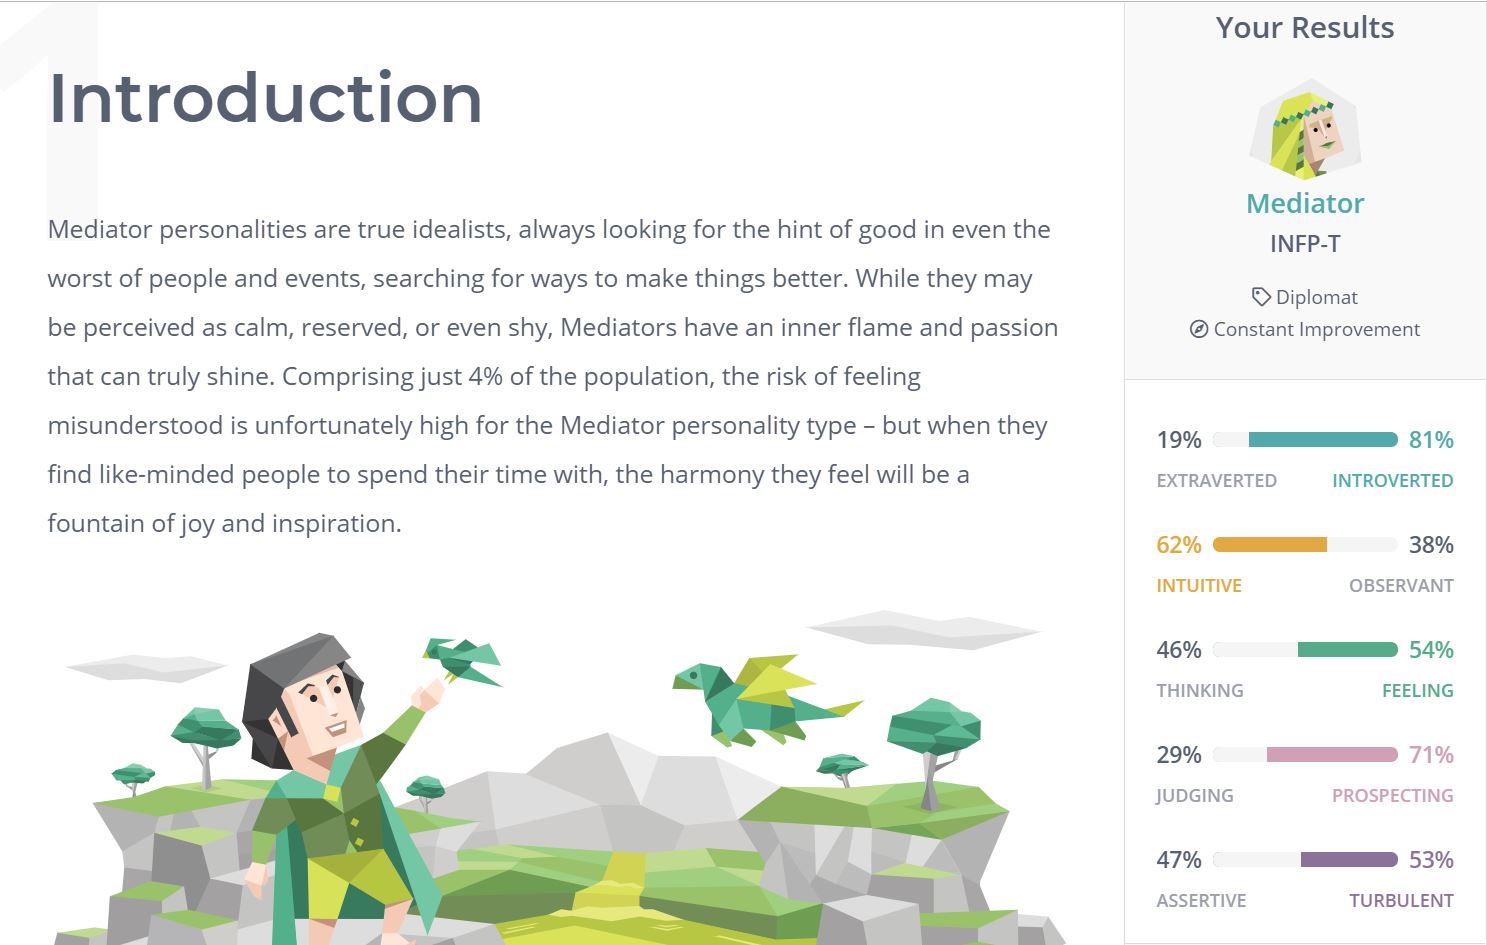 1
Introduction
Mediator personalities are true idealists, always looking for the hint of good in even the
worst of people and events, searching for ways to make things better. While they may
be perceived as calm, reserved, or even shy, Mediators have an inner flame and passion
that can truly shine. Comprising just 4% of the population, the risk of feeling
misunderstood is unfortunately high for the Mediator personality type – but when they
find like-minded people to spend their time with, the harmony they feel will be a
fountain of joy and inspiration.
Your Results
Mediator
INFP-T
Diplomat
Constant Improvement
19% 81%
EXTRAVERTED INTROVERTED
62% 38%
INTUITIVE OBSERVANT
46% 54%
THINKING FEELING
29% 71%
JUDGING PROSPECTING
47% 53%
ASSERTIVE TURBULENT